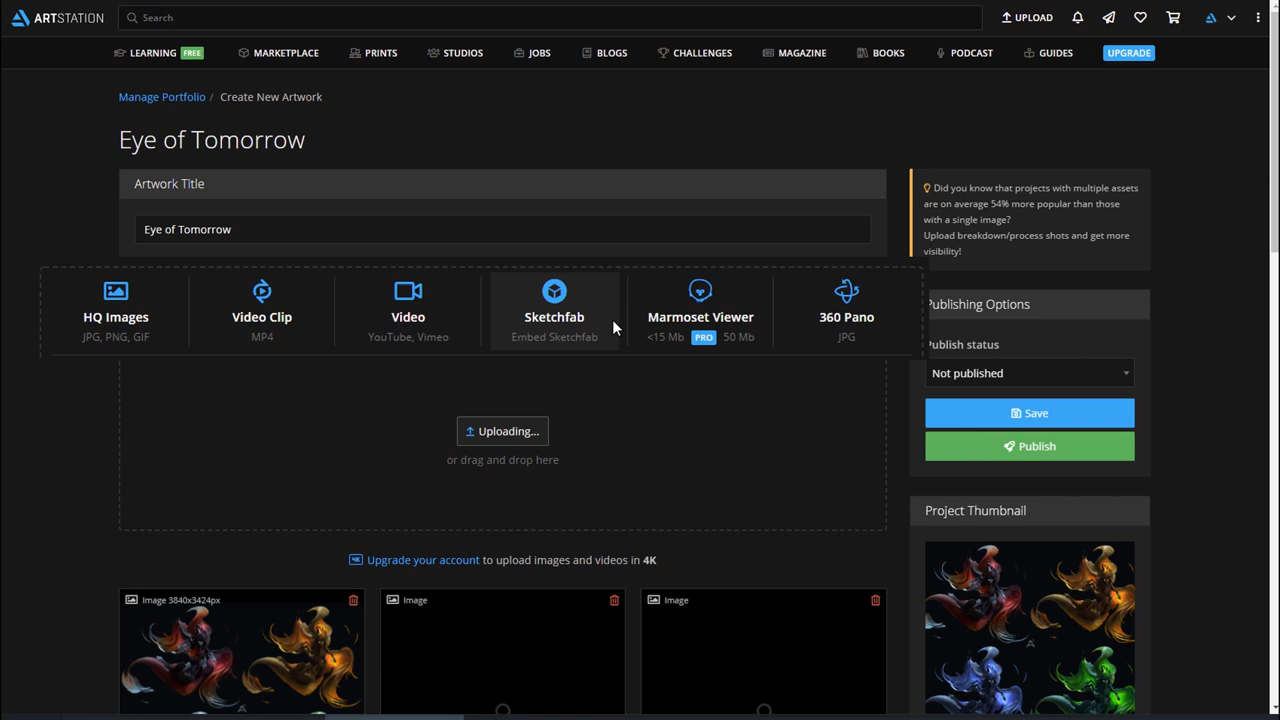 ARTSTATION
Search
UPLOAD
LEARNING FREE
MARKETPLACE
PRINTS
STUDIOS
JOBS
BLOGS
CHALLENGES
MAGAZINE
BOOKS
PODCAST
GUIDES
UPGRADE
Manage Portfolio / Create New Artwork
Eye of Tomorrow
Artwork Title
Eye of Tomorrow
HQ Images
JPG, PNG, GIF
Video Clip
MP4
Video
YouTube, Vimeo
Sketchfab
Embed Sketchfab
Marmoset Viewer
<15 Mb PRO 50 Mb
360 Pano
JPG
Uploading...
or drag and drop here
4K Upgrade your account to upload images and videos in 4K
Image 3840x3424px
Image
Image
Did you know that projects with multiple assets
are on average 54% more popular than those
with a single image?
Upload breakdown/process shots and get more
visibility!
Publishing Options
Publish status
Not published
Save
Publish
Project Thumbnail